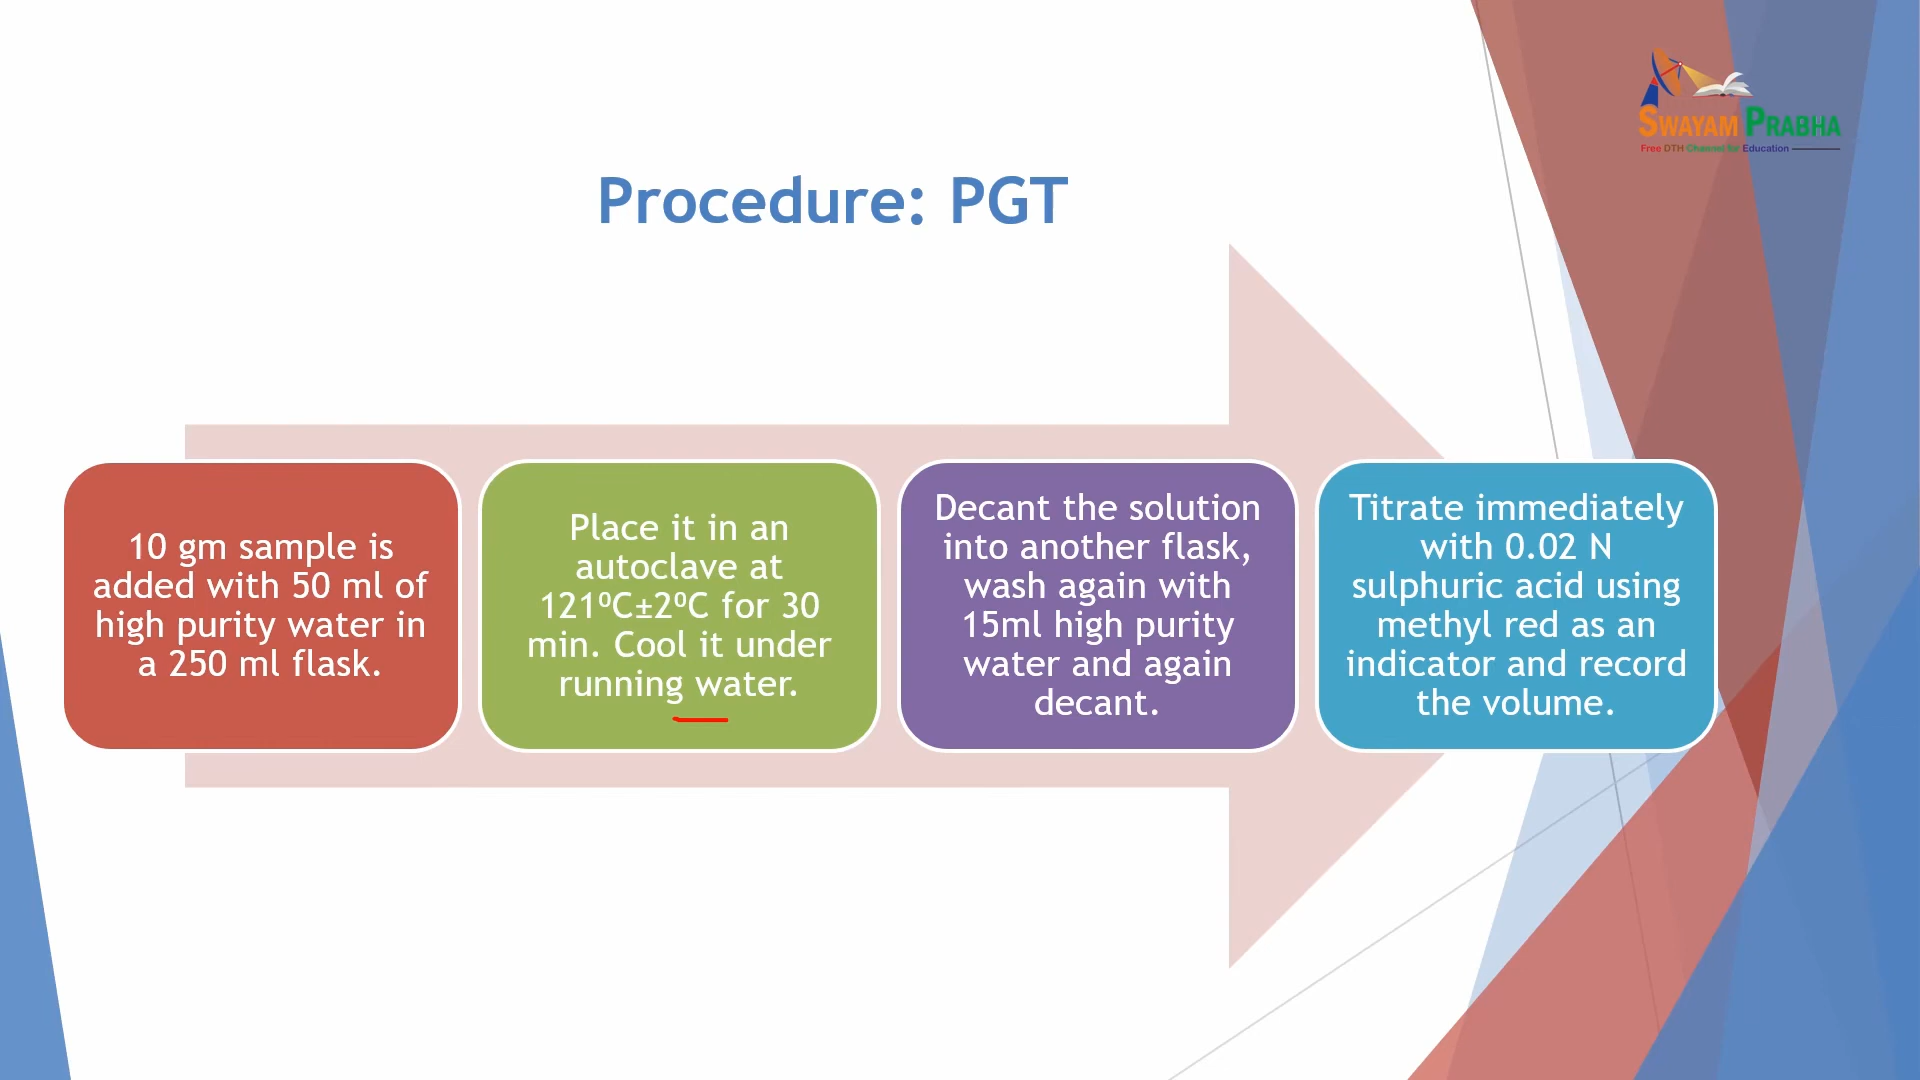 SWAYAM PRABHA
Free DTH Channel for Education
Procedure: PGT
10 gm sample is
added with 50 ml of
high purity water in
a 250 ml flask.
Place it in an
autoclave at
121⁰C±2⁰C for 30
min. Cool it under
running water.
Decant the solution
into another flask,
wash again with
15ml high purity
water and again
decant.
Titrate immediately
with 0.02 N
sulphuric acid using
methyl red as an
indicator and record
the volume.